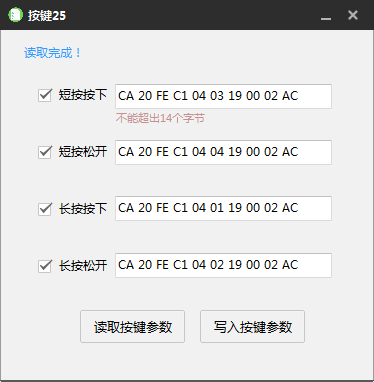 按键25
读取完成！
短按按下 CA 20 FE C1 04 03 19 00 02 AC
不能超出14个字节
短按松开 CA 20 FE C1 04 04 19 00 02 AC
长按按下 CA 20 FE C1 04 01 19 00 02 AC
长按松开 CA 20 FE C1 04 02 19 00 02 AC
读取按键参数 写入按键参数